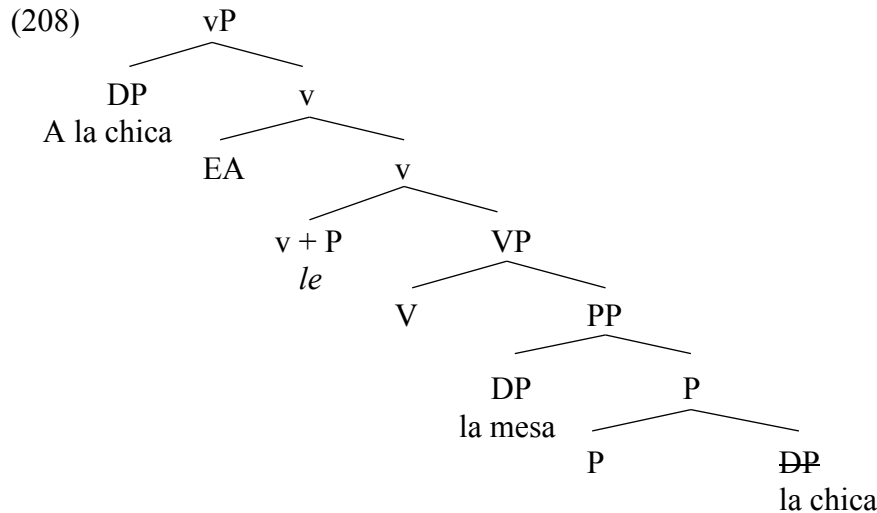 (208) vP
DP v
A la chica
EA v
v + P VP
le
V PP
DP P
la mesa
P DP
la chica